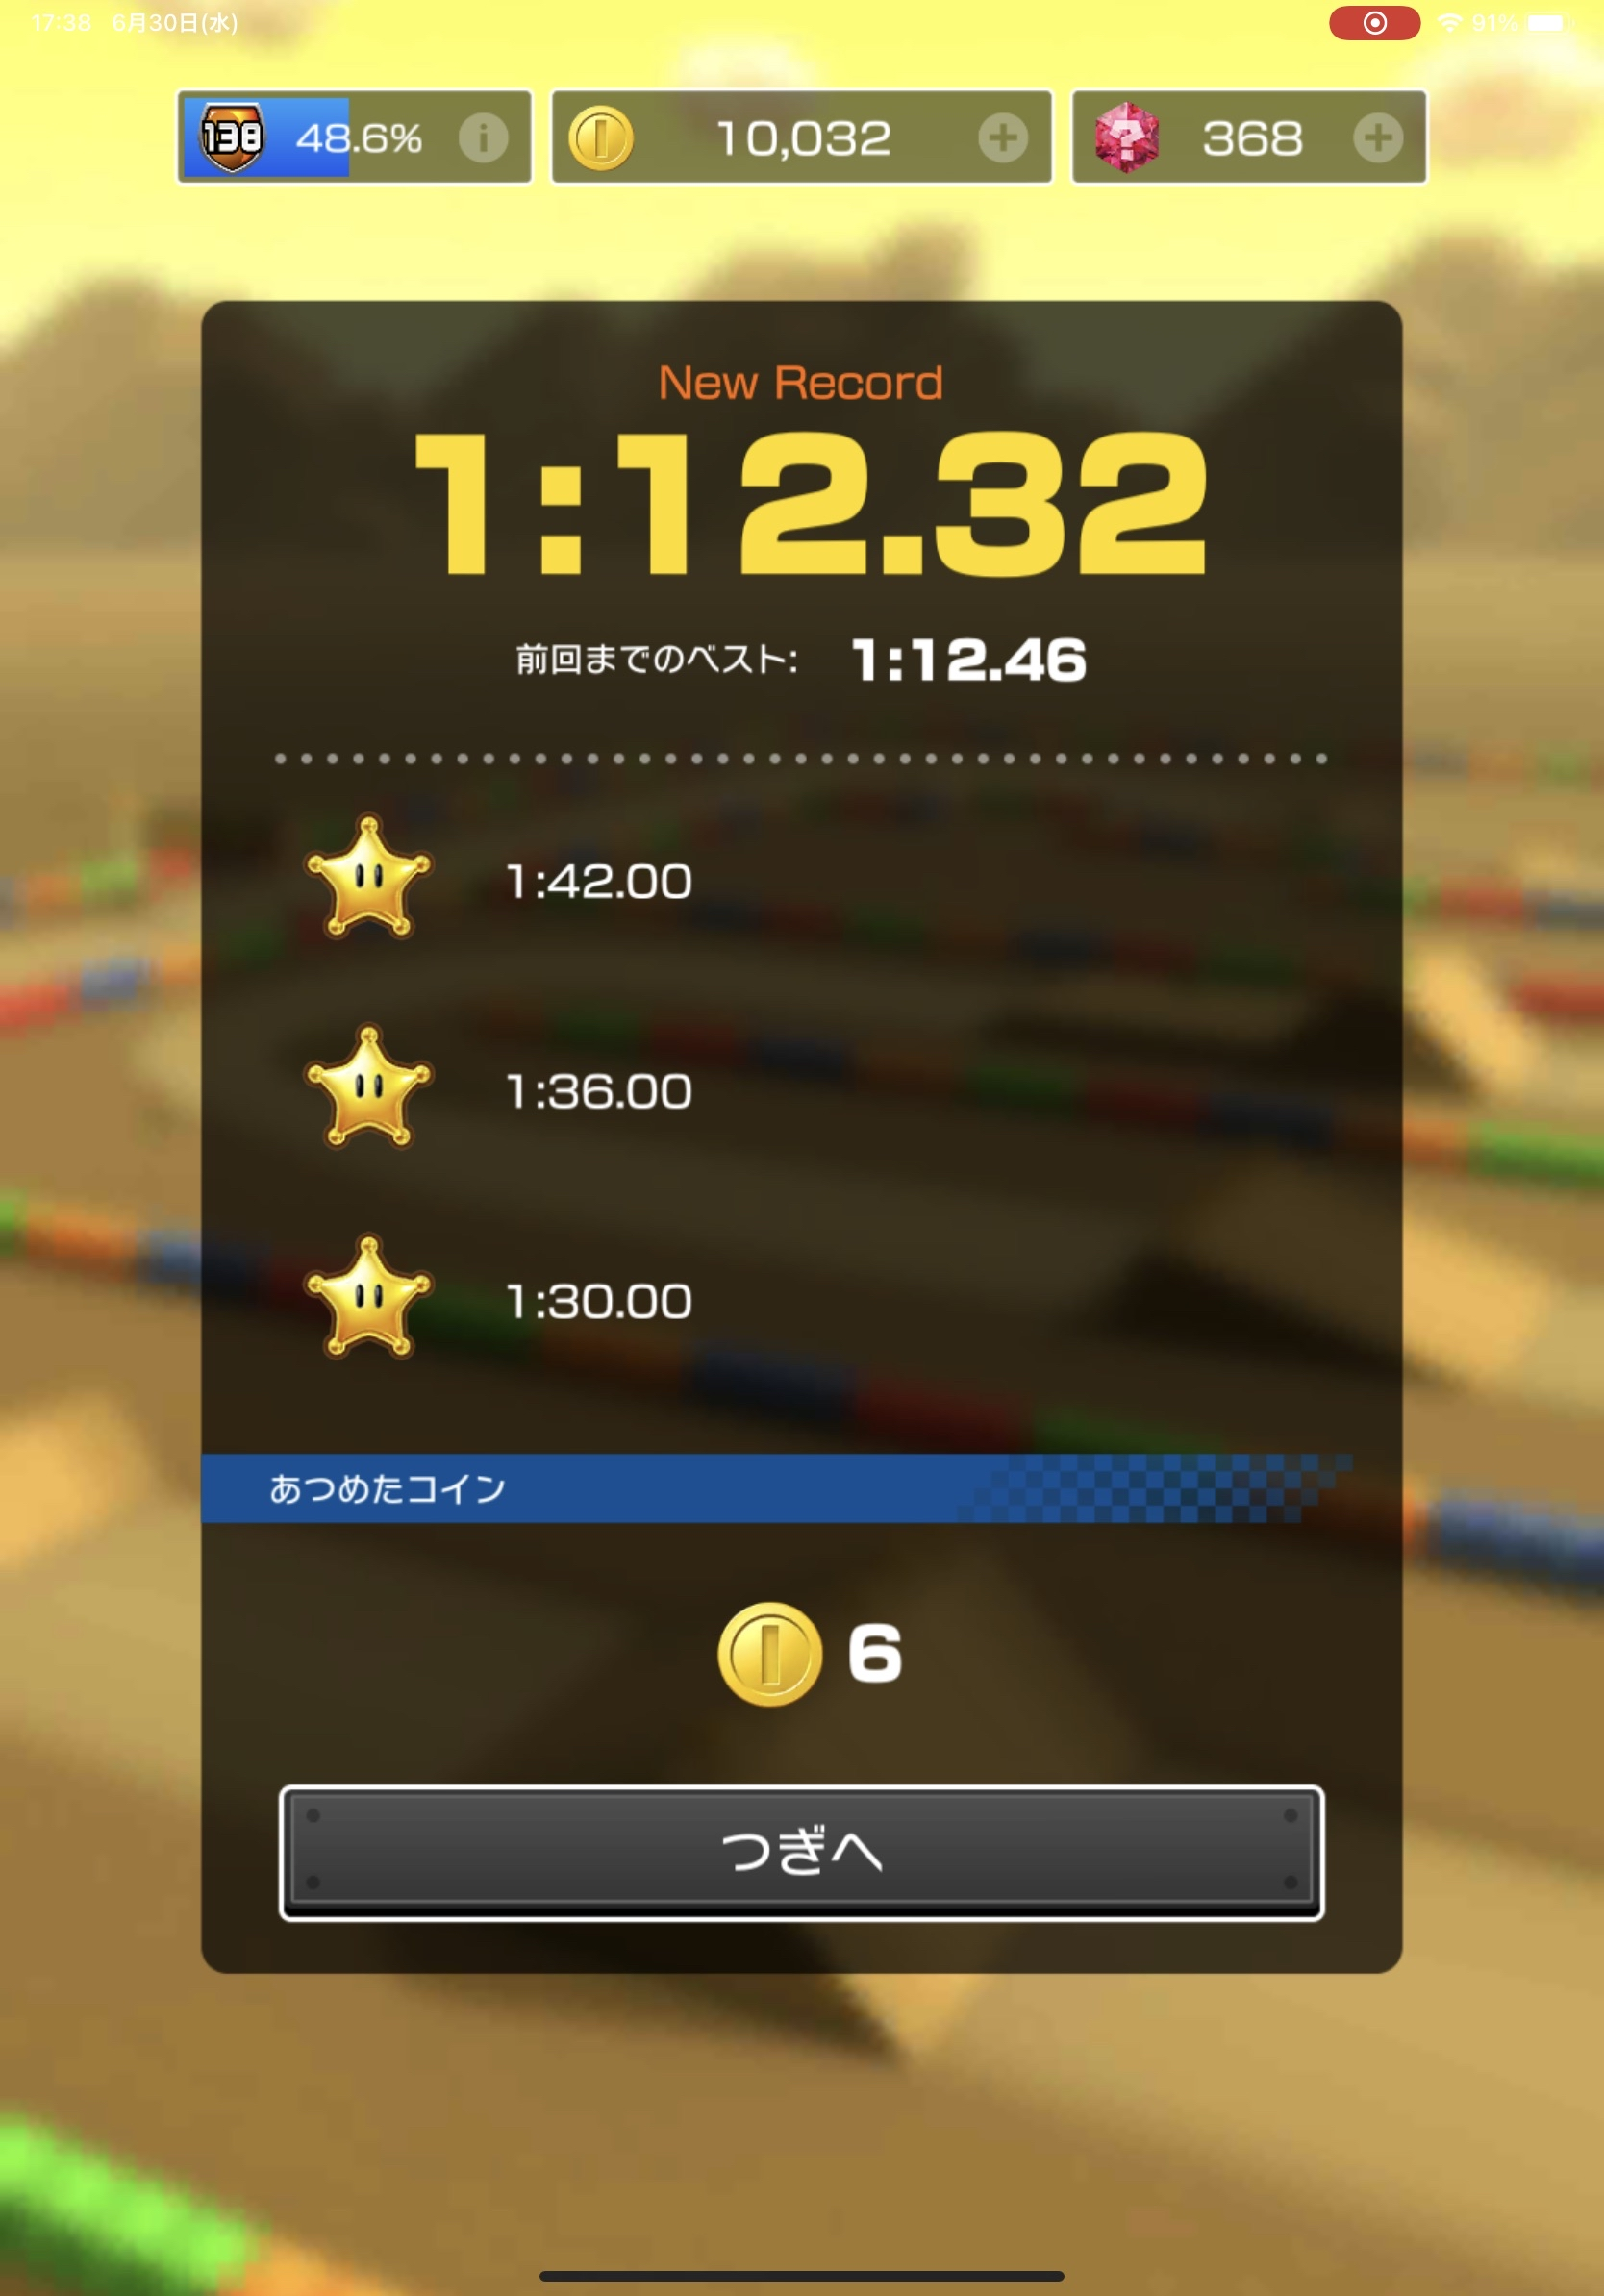 17:38 6月30日(水) 91%
138 48.6% i 10,032 + 368 +
New Record
1:12.32
前回までのベスト: 1:12.46
1:42.00
1:36.00
1:30.00
あつめたコイン
6
つぎへ